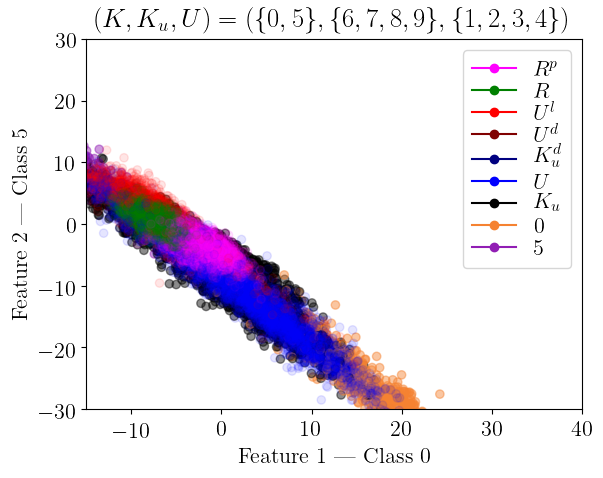 (K, K_u, U) = ({0, 5}, {6, 7, 8, 9}, {1, 2, 3, 4})
30
20
10
0
−10
−20
−30
Feature 2 — Class 5
R^p
R
U^l
U^d
K_u^d
U
K_u
0
5
−10
0
10
20
30
40
Feature 1 — Class 0